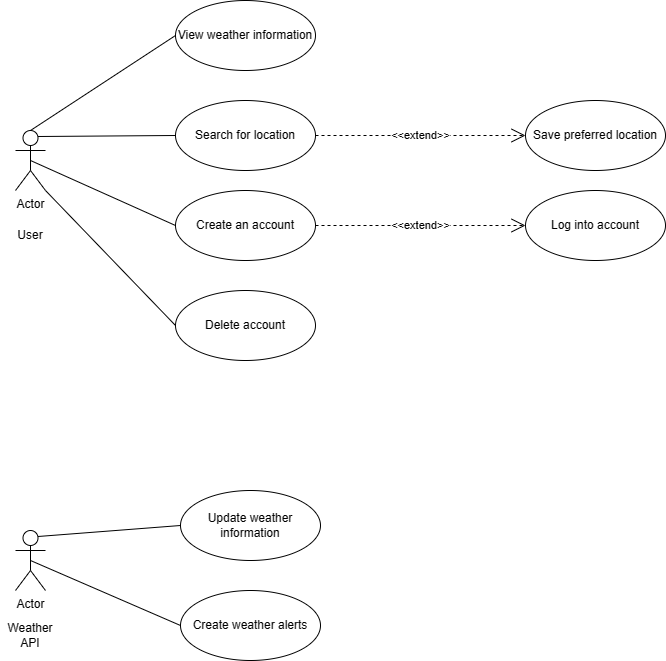 View weather information
Search for location
<<extend>>
Save preferred location
Actor
User
Create an account
<<extend>>
Log into account
Delete account
Update weather
information
Actor
Weather
API
Create weather alerts